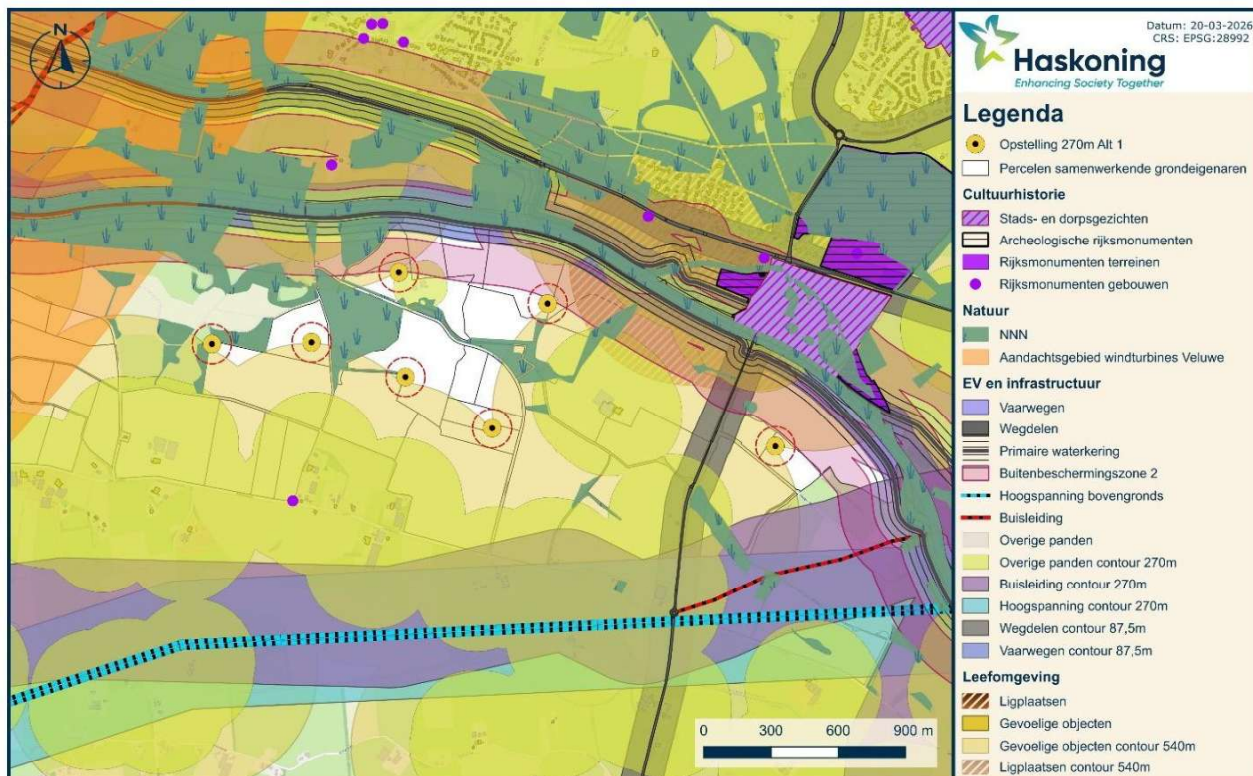 N
Datum: 20-03-2026
CRS: EPSG:28992
Haskoning
Enhancing Society Together
Legenda
Opstelling 270m Alt 1
Percelen samenwerkende grondeigenaren
Cultuurhistorie
Stads- en dorpsgezichten
Archeologische rijksmonumenten
Rijksmonumenten terreinen
Rijksmonumenten gebouwen
Natuur
NNN
Aandachtsgebied windturbines Veluwe
EV en infrastructuur
Vaarwegen
Wegdelen
Primaire waterkering
Buitenbeschermingszone 2
Hoogspanning bovengronds
Buisleiding
Overige panden
Overige panden contour 270m
Buisleiding contour 270m
Hoogspanning contour 270m
Wegdelen contour 87,5m
Vaarwegen contour 87,5m
Leefomgeving
Ligplaatsen
Gevoelige objecten
Gevoelige objecten contour 540m
Ligplaatsen contour 540m
0 300 600 900 m